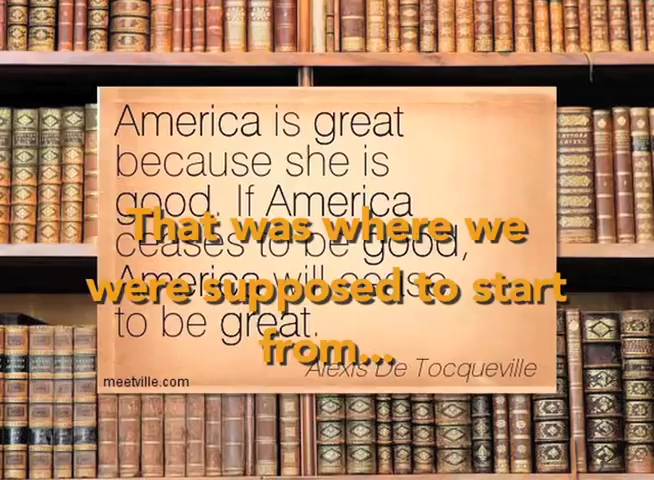 America is great
because she is
good. If America
ceases to be good,
America will cease
to be great.
Alexis De Tocqueville
meetville.com
That was where we
were supposed to start
from...